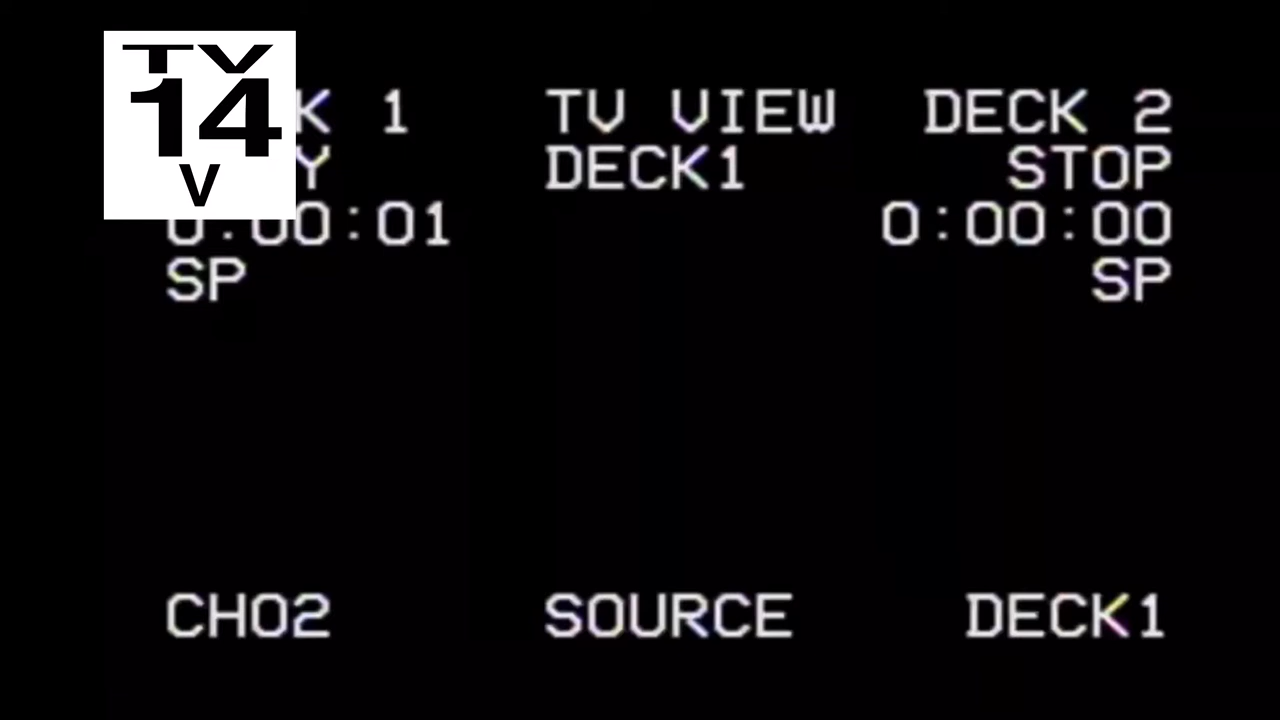 TV
14
V
K 1 TV VIEW DECK 2
Y DECK1 STOP
0:00:01 0:00:00
SP SP
CH02 SOURCE DECK1